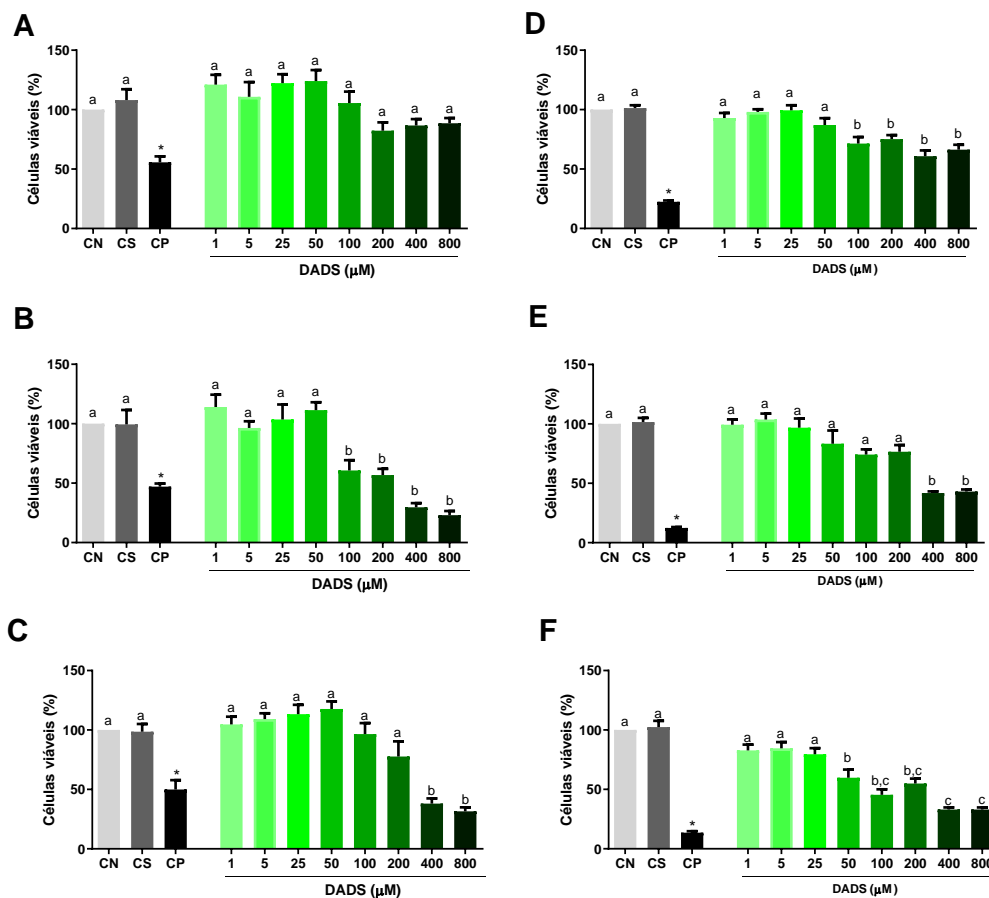 A
Células viáveis (%)
150
100
50
0
a a * a a a a a a a a
CN CS CP 1 5 25 50 100 200 400 800
DADS (µM)
D
Células viáveis (%)
150
100
50
0
a a * a a a a b b b b
CN CS CP 1 5 25 50 100 200 400 800
DADS (µM)
B
Células viáveis (%)
150
100
50
0
a a * a a a a b b b b
CN CS CP 1 5 25 50 100 200 400 800
DADS (µM)
E
Células viáveis (%)
150
100
50
0
a a * a a a a a a b b
CN CS CP 1 5 25 50 100 200 400 800
DADS (µM)
C
Células viáveis (%)
150
100
50
0
a a * a a a a a a b b
CN CS CP 1 5 25 50 100 200 400 800
DADS (µM)
F
Células viáveis (%)
150
100
50
0
a a * a a a b b,c b,c c c
CN CS CP 1 5 25 50 100 200 400 800
DADS (µM)